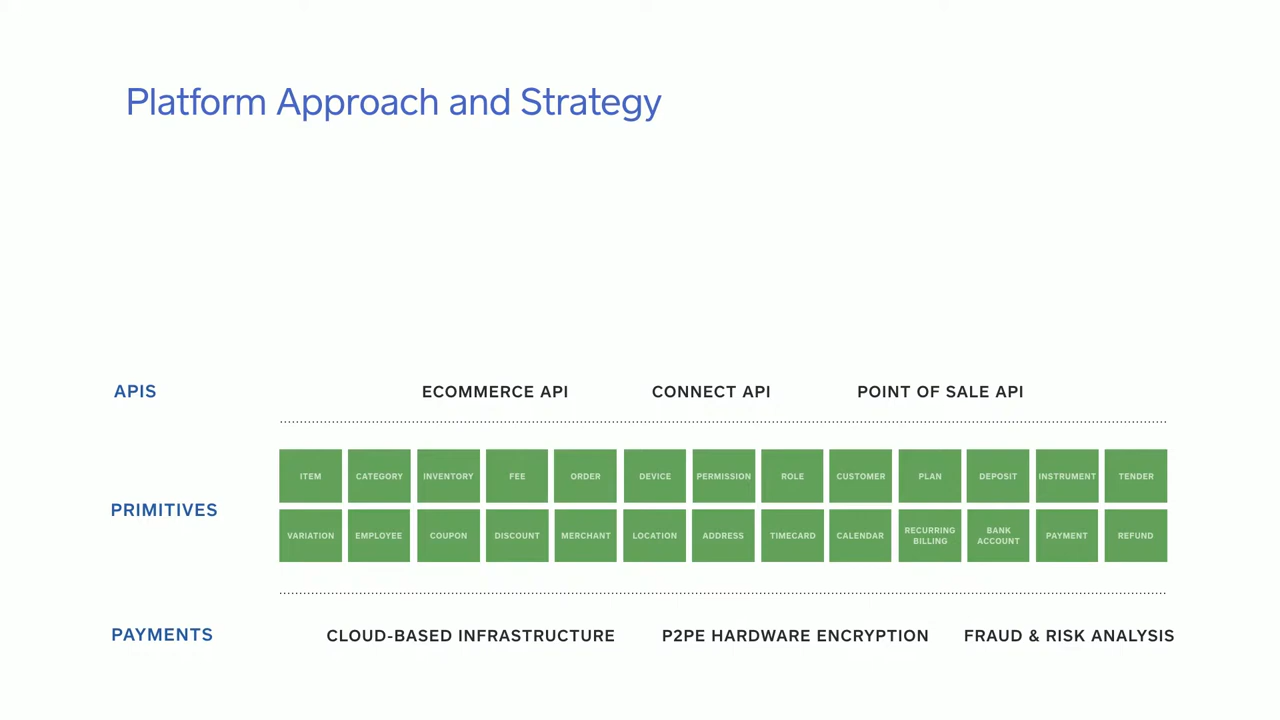 Platform Approach and Strategy
APIS
ECOMMERCE API
CONNECT API
POINT OF SALE API
PRIMITIVES
ITEM
CATEGORY
INVENTORY
FEE
ORDER
DEVICE
PERMISSION
ROLE
CUSTOMER
PLAN
DEPOSIT
INSTRUMENT
TENDER
VARIATION
EMPLOYEE
COUPON
DISCOUNT
MERCHANT
LOCATION
ADDRESS
TIMECARD
CALENDAR
RECURRING
BILLING
BANK
ACCOUNT
PAYMENT
REFUND
PAYMENTS
CLOUD-BASED INFRASTRUCTURE
P2PE HARDWARE ENCRYPTION
FRAUD & RISK ANALYSIS